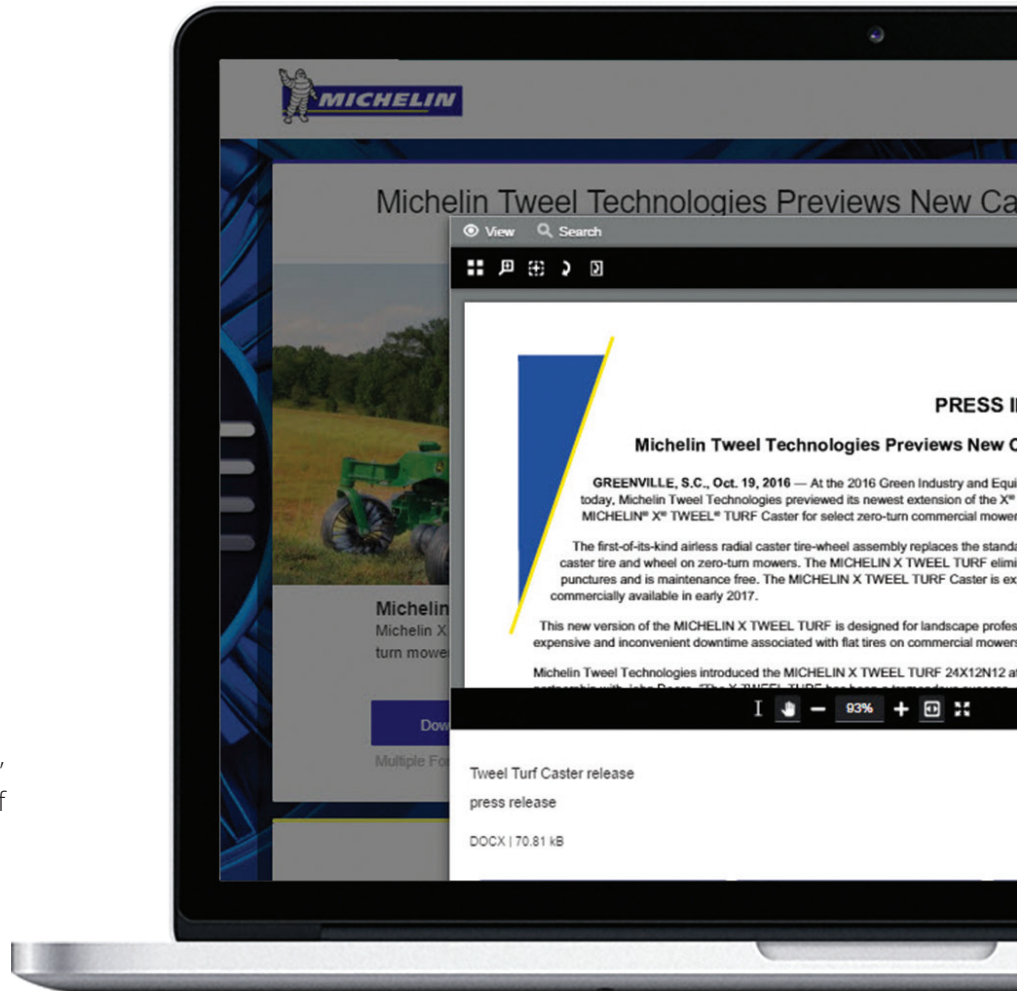 MICHELIN
Michelin Tweel Technologies Previews New Ca
View Search
PRESS I
Michelin Tweel Technologies Previews New C
GREENVILLE, S.C., Oct. 19, 2016 — At the 2016 Green Industry and Equi
today, Michelin Tweel Technologies previewed its newest extension of the X®
MICHELIN® X® TWEEL® TURF Caster for select zero-turn commercial mower
The first-of-its-kind airless radial caster tire-wheel assembly replaces the standa
caster tire and wheel on zero-turn mowers. The MICHELIN X TWEEL TURF elimi
punctures and is maintenance free. The MICHELIN X TWEEL TURF Caster is ex
commercially available in early 2017.
This new version of the MICHELIN X TWEEL TURF is designed for landscape profes
expensive and inconvenient downtime associated with flat tires on commercial mowers
Michelin Tweel Technologies introduced the MICHELIN X TWEEL TURF 24X12N12 at
Michelin
Michelin X
turn mowe
93%
Dow
Multiple Fo
,
f
Tweel Turf Caster release
press release
DOCX | 70.81 kB